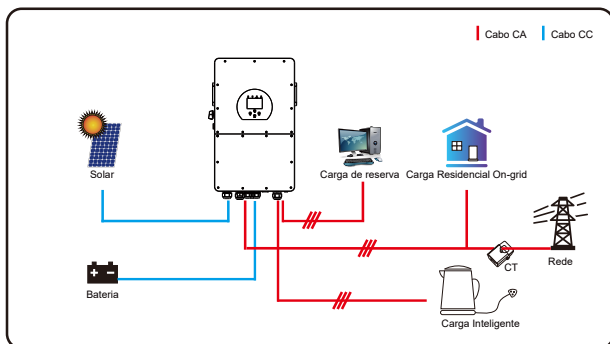 Cabo CA
Cabo CC
Solar
Carga de reserva
Carga Residencial On-grid
CT
Rede
Bateria
Carga Inteligente